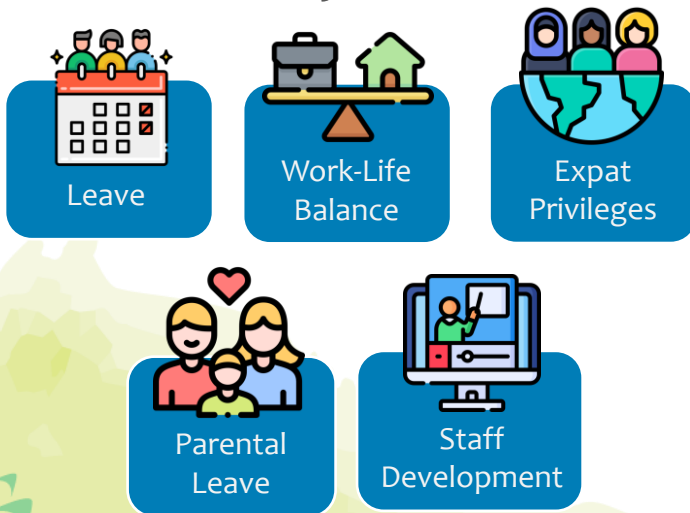 Leave
Work-Life
Balance
Expat
Privileges
Parental
Leave
Staff
Development